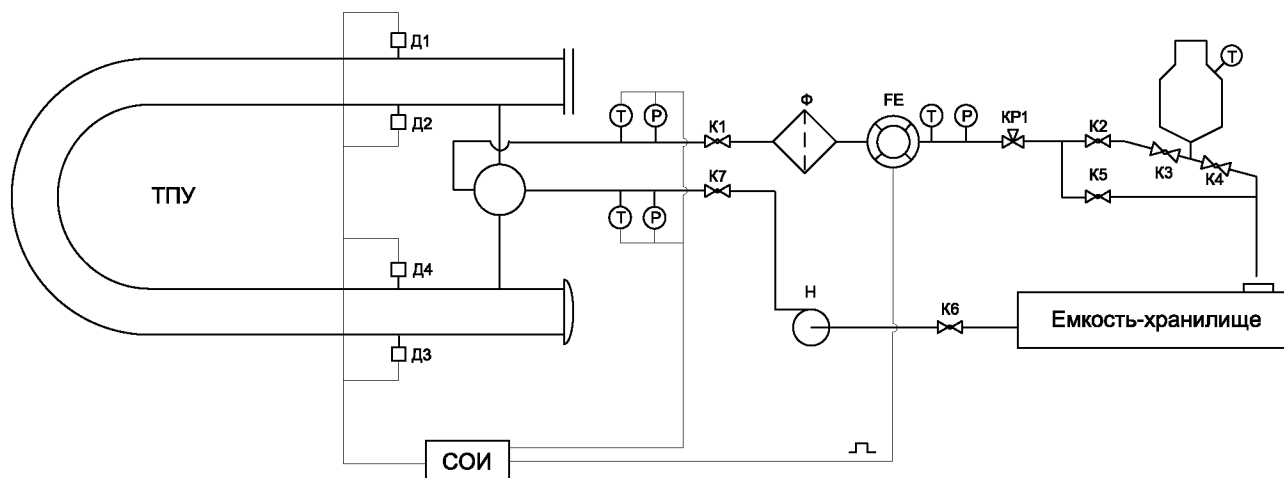 Д1
Д2
ТПУ
Д4
Д3
T P
К1
Ф
FE
T P
КР1
К2
T
К3
К4
К5
К7
T P
Н
К6
Емкость-хранилище
СОИ